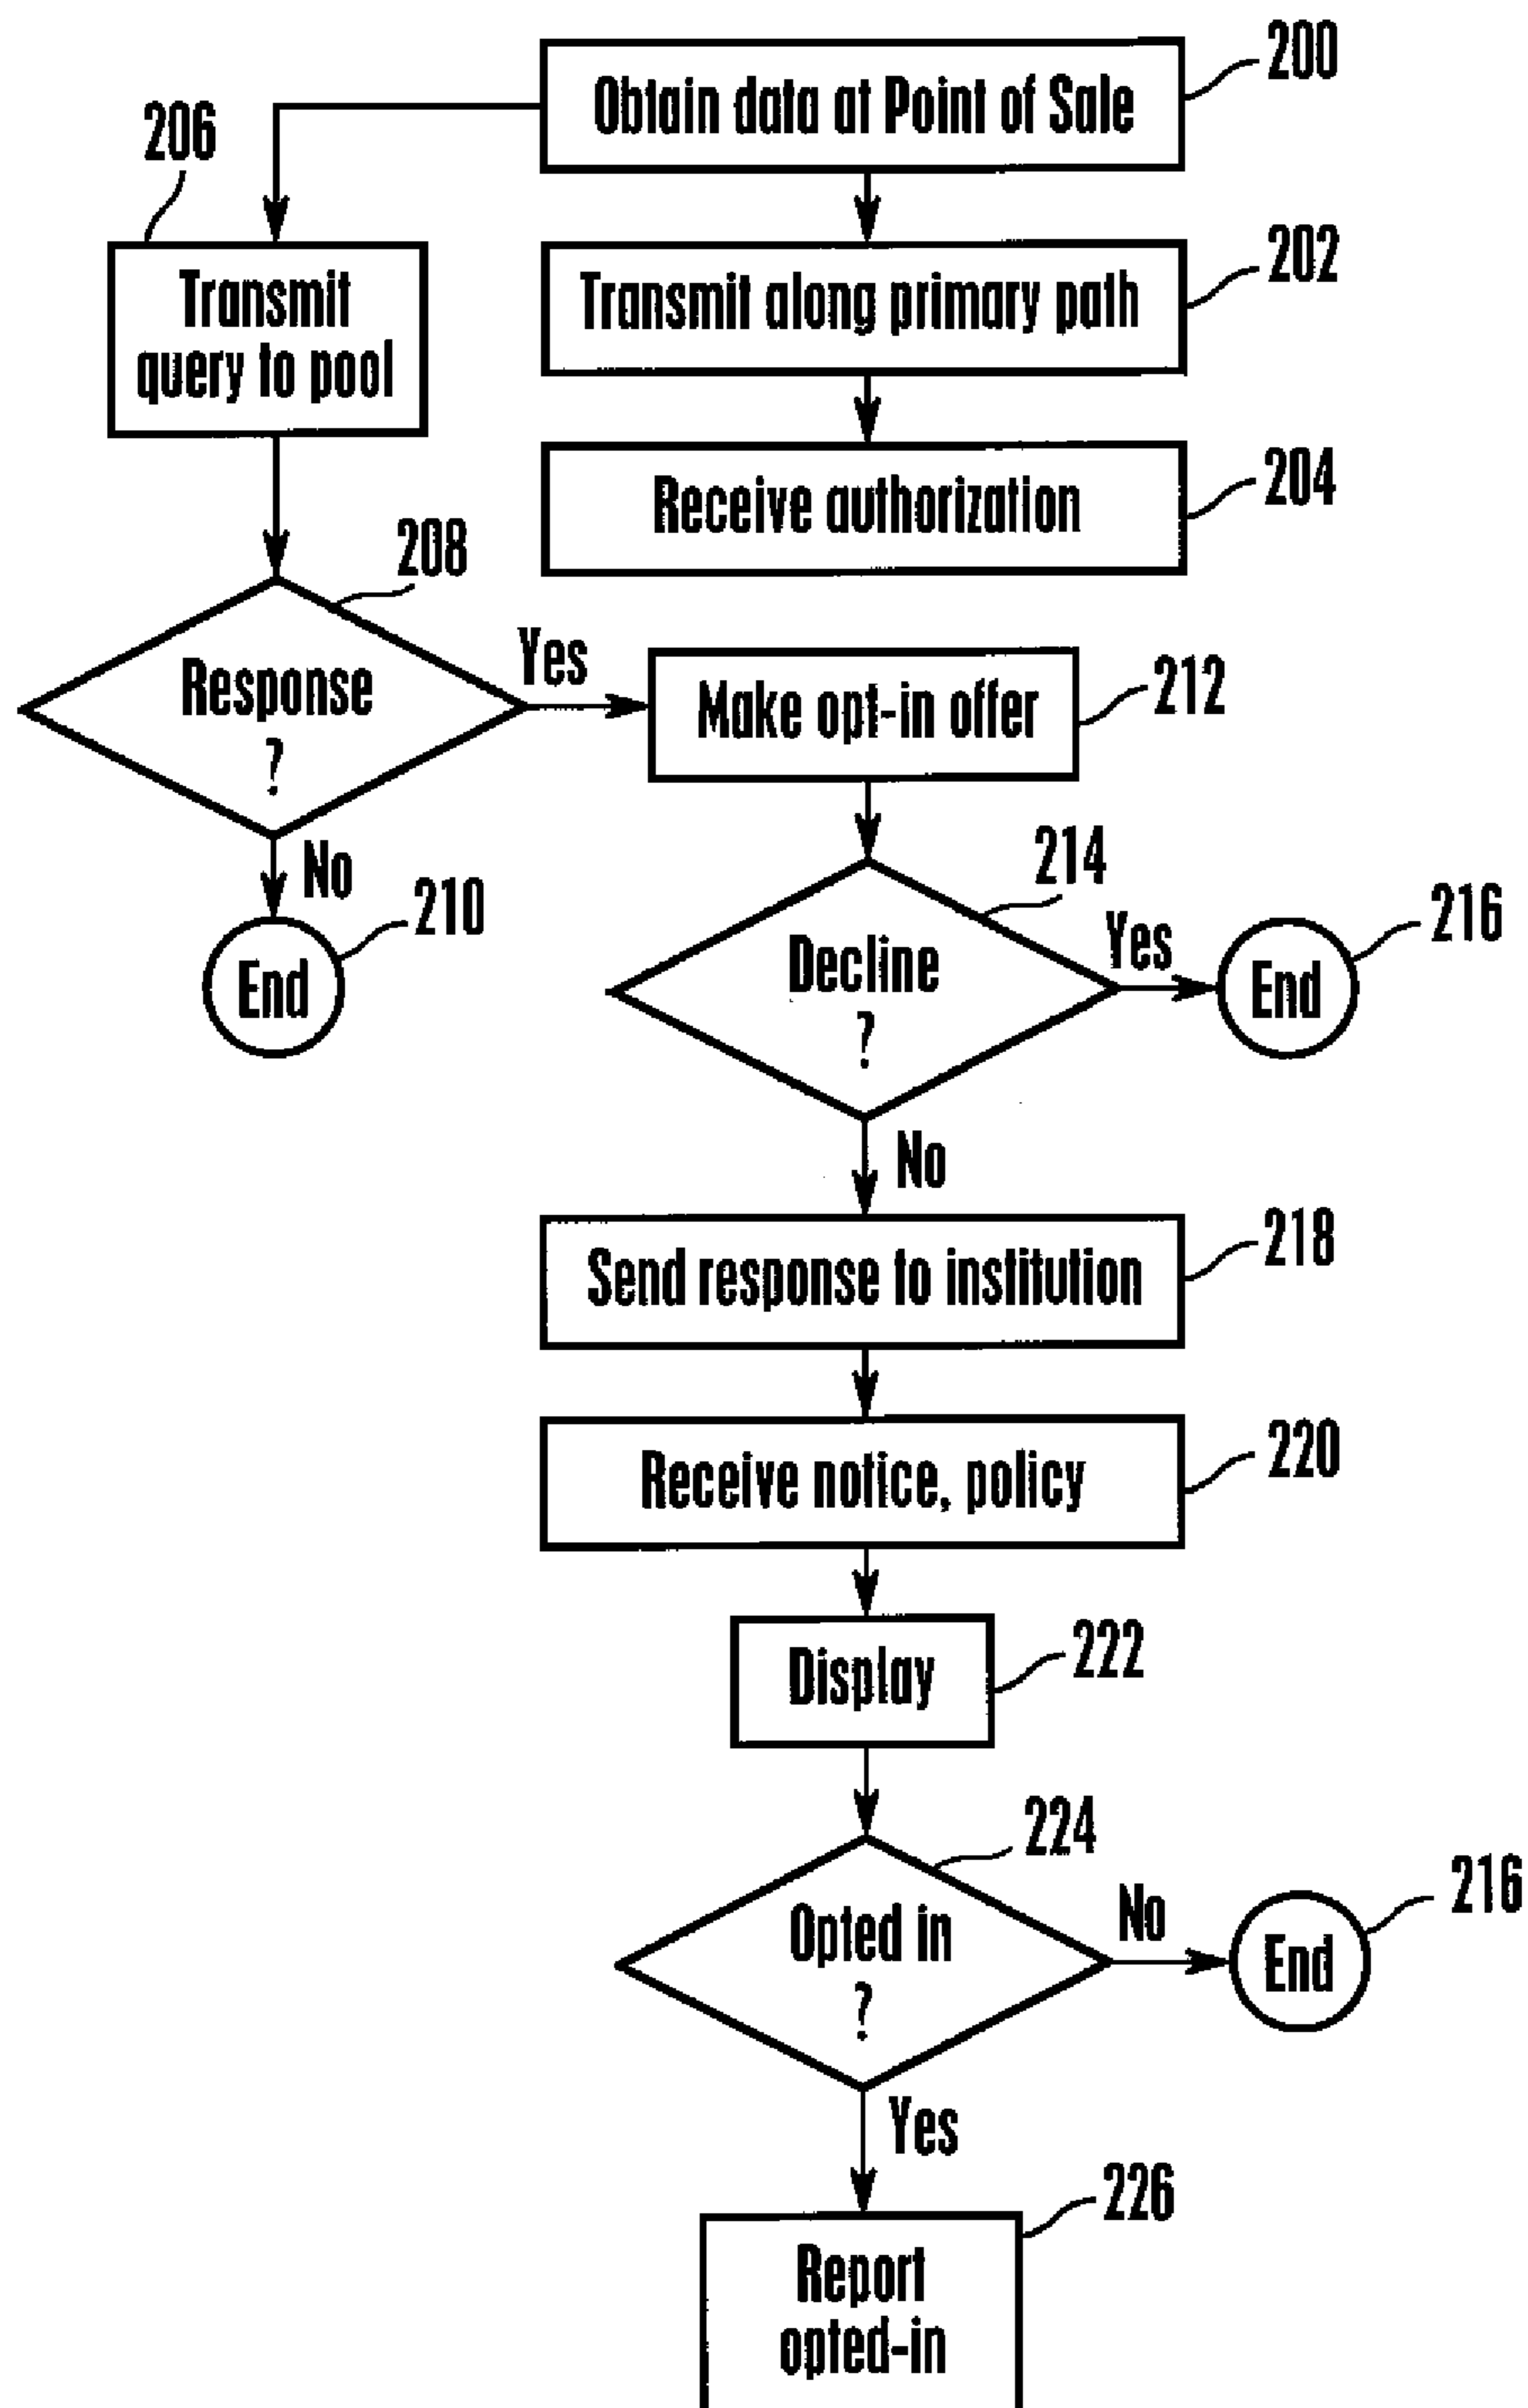 200
Obtain data at Point of Sale
206
202
Transmit
query to pool
Transmit along primary path
204
Receive authorization
208
Response
?
Yes
212
Make opt-in offer
No
210
End
214
Decline
?
Yes
216
End
No
218
Send response to institution
220
Receive notice, policy
222
Display
224
Opted in
?
No
216
End
Yes
226
Report
opted-in